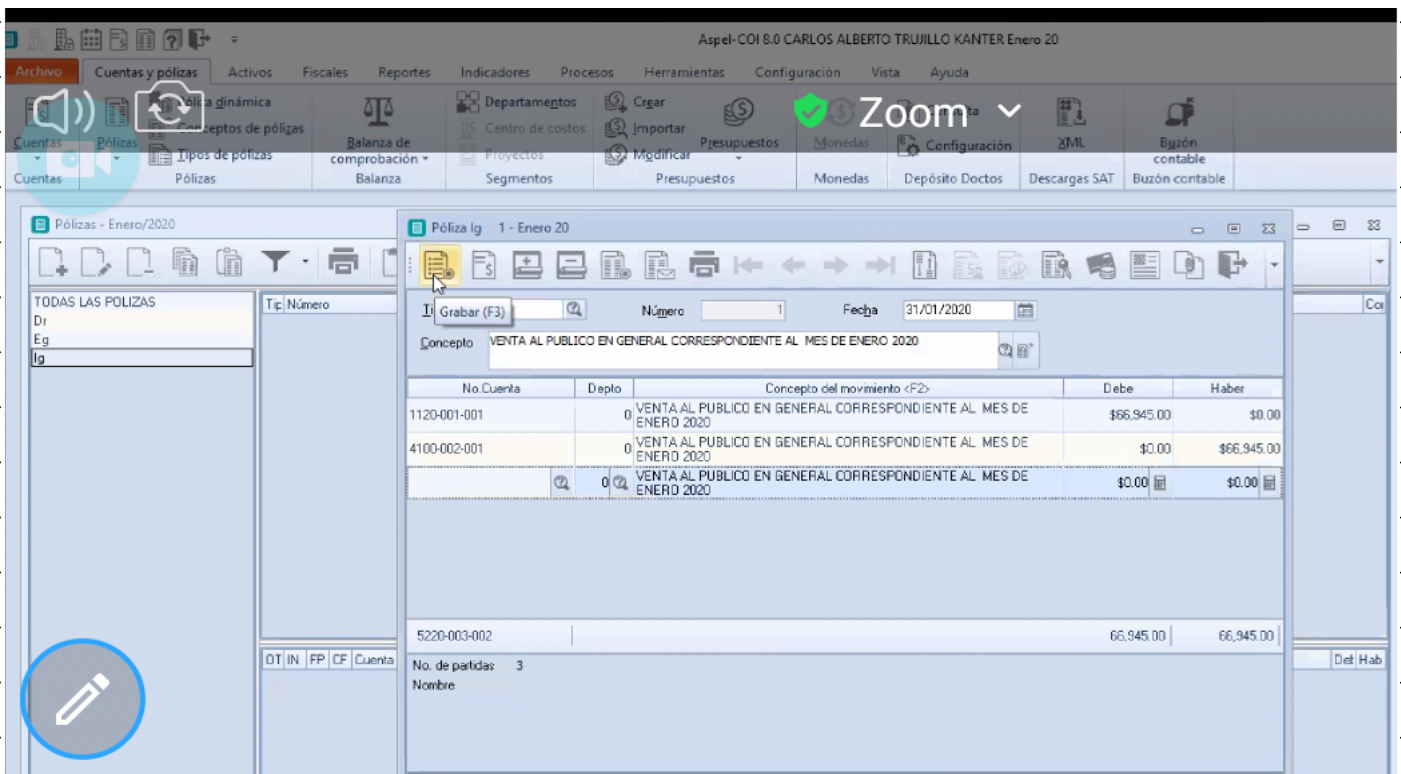 Aspel-COI 8.0 CARLOS ALBERTO TRUJILLO KANTER Enero 20
Archivo Cuentas y pólizas Activos Fiscales Reportes Indicadores Procesos Herramientas Configuración Vista Ayuda
Póliza dinámica Departamentos Crear Zoom
Conceptos de pólizas Centro de costos Importar
Cuentas Pólizas Balanza de Presupuestos Monedas Configuración XML Buzón
Tipos de pólizas comprobación Proyectos Modificar contable
Cuentas Pólizas Balanza Segmentos Presupuestos Monedas Depósito Doctos Descargas SAT Buzón contable
Pólizas - Enero/2020
Póliza Ig 1 - Enero 20
TODAS LAS POLIZAS
Dr
Eg
Ig
Tip Número
Grabar (F3) Número 1 Fecha 31/01/2020
Concepto VENTA AL PUBLICO EN GENERAL CORRESPONDIENTE AL MES DE ENERO 2020
No.Cuenta Depto Concepto del movimiento <F2> Debe Haber
1120-001-001 0 VENTA AL PUBLICO EN GENERAL CORRESPONDIENTE AL MES DE ENERO 2020 $66,945.00 $0.00
4100-002-001 0 VENTA AL PUBLICO EN GENERAL CORRESPONDIENTE AL MES DE ENERO 2020 $0.00 $66,945.00
0 VENTA AL PUBLICO EN GENERAL CORRESPONDIENTE AL MES DE ENERO 2020 $0.00 $0.00
5220-003-002 66,945.00 66,945.00
OT IN FP CF Cuenta
No. de partidas 3
Nombre
Hab